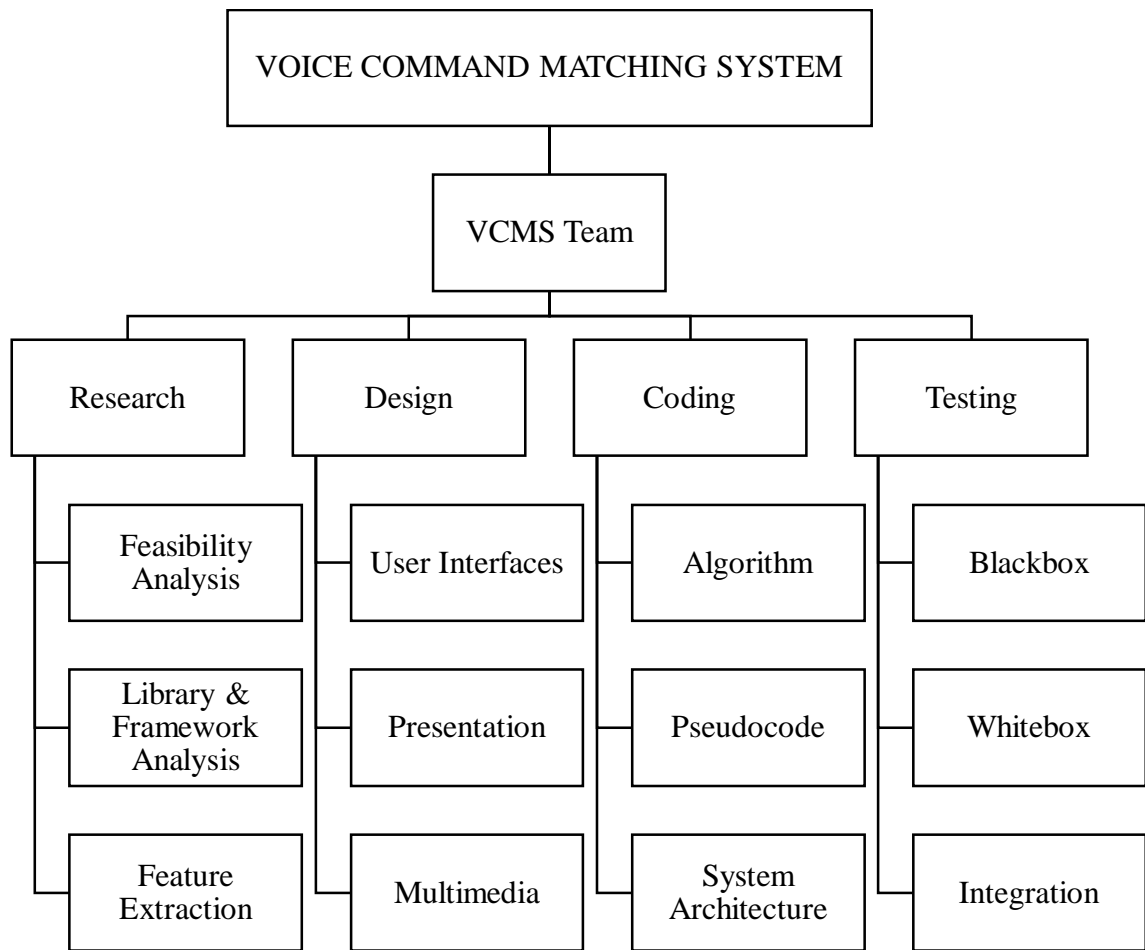 VOICE COMMAND MATCHING SYSTEM
VCMS Team
Research
Design
Coding
Testing
Feasibility
Analysis
User Interfaces
Algorithm
Blackbox
Library &
Framework
Analysis
Presentation
Pseudocode
Whitebox
Feature
Extraction
Multimedia
System
Architecture
Integration